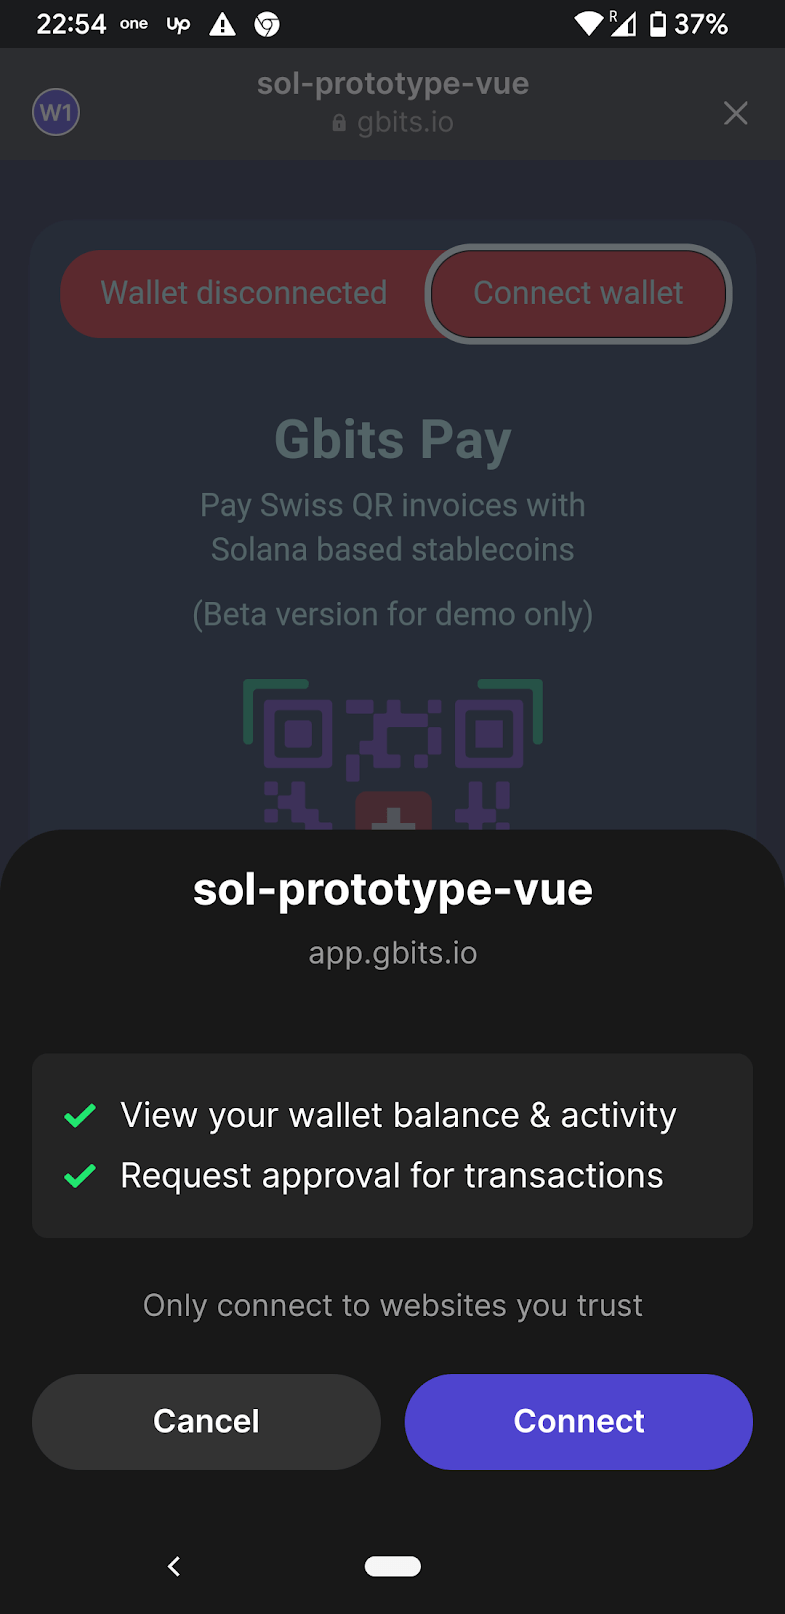 22:54 one up R 37%
sol-prototype-vue
W1
gbits.io
Wallet disconnected Connect wallet
Gbits Pay
Pay Swiss QR invoices with
Solana based stablecoins
(Beta version for demo only)
sol-prototype-vue
app.gbits.io
View your wallet balance & activity
Request approval for transactions
Only connect to websites you trust
Cancel Connect